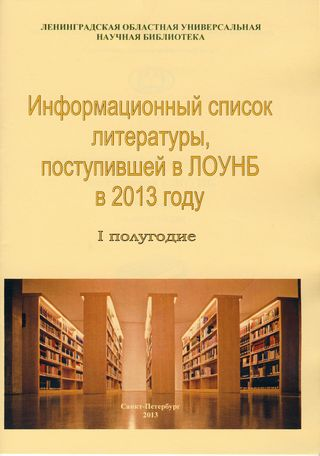 ЛЕНИНГРАДСКАЯ ОБЛАСТНАЯ УНИВЕРСАЛЬНАЯ
НАУЧНАЯ БИБЛИОТЕКА
Информационный список
литературы,
поступившей в ЛОУНБ
в 2013 году
I полугодие
Санкт-Петербург
2013